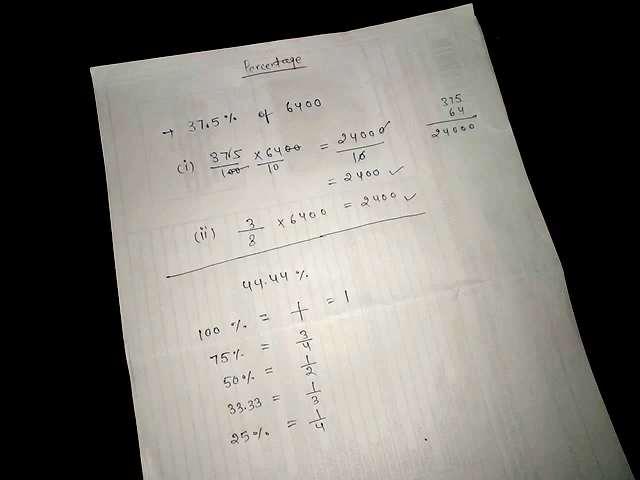 Percentage
→ 37.5% of 6400
375
64
24000
(i) 375/100 × 6400/10 = 24000/10
= 2400 ✓
(ii) 3/8 × 6400 = 2400 ✓
44.44 %
100 % = 1/1 = 1
75% = 3/4
50% = 1/2
33.33 = 1/3
25% = 1/4